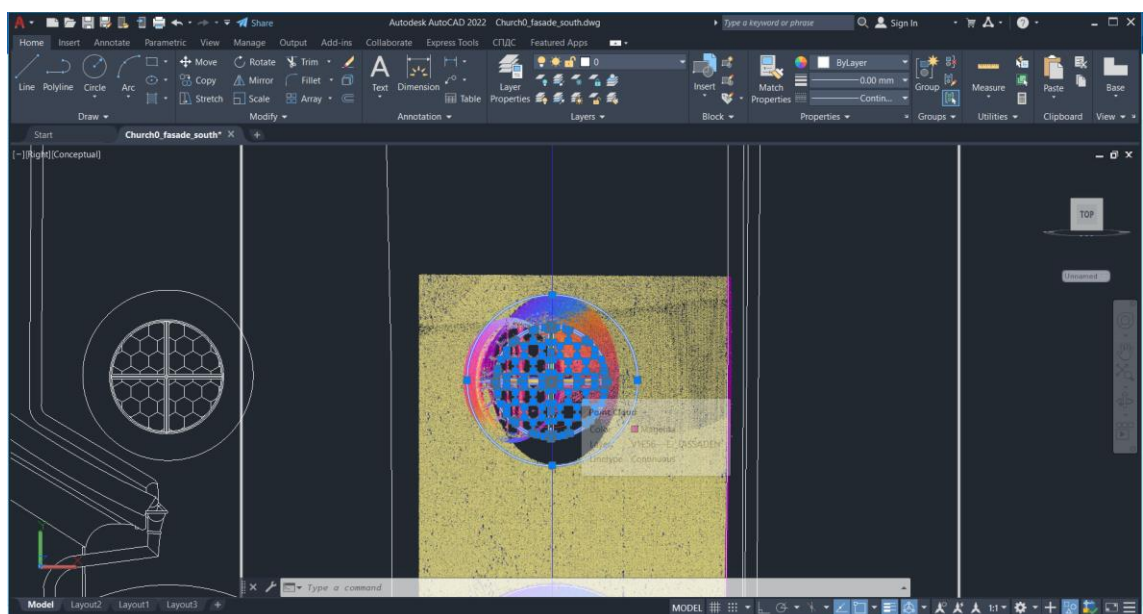 A Share Autodesk AutoCAD 2022 Church0_fasade_south.dwg Type a keyword or phrase Sign In
Home Insert Annotate Parametric View Manage Output Add-ins Collaborate Express Tools СПДС Featured Apps
Line Polyline Circle Arc Move Rotate Trim Text Dimension Layer Properties 0 Insert Match Properties ByLayer Group Measure Paste Base
Copy Mirror Fillet 0.00 mm
Stretch Scale Array Table Contin...
Draw Modify Annotation Layers Block Properties Groups Utilities Clipboard View
Start Church0_fasade_south*
[-][Right][Conceptual]
TOP
Unnamed
Point Cloud
Color Magenta
Linetype Continuous
Type a command
Model Layout2 Layout1 Layout3 + MODEL 1:1